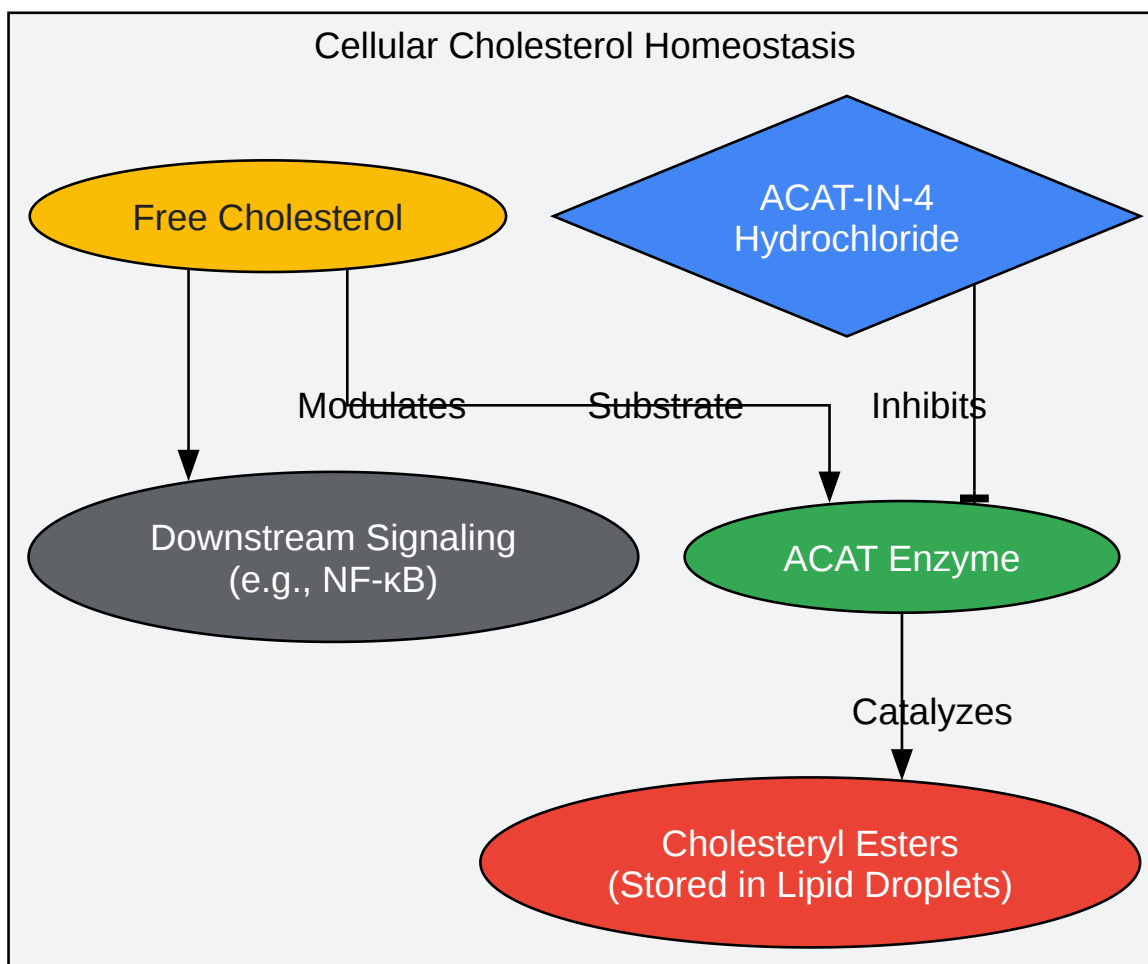 Cellular Cholesterol Homeostasis
Free Cholesterol
ACAT-IN-4
Hydrochloride
Modulates
Substrate
Inhibits
Downstream Signaling
(e.g., NF-κB)
ACAT Enzyme
Catalyzes
Cholesteryl Esters
(Stored in Lipid Droplets)